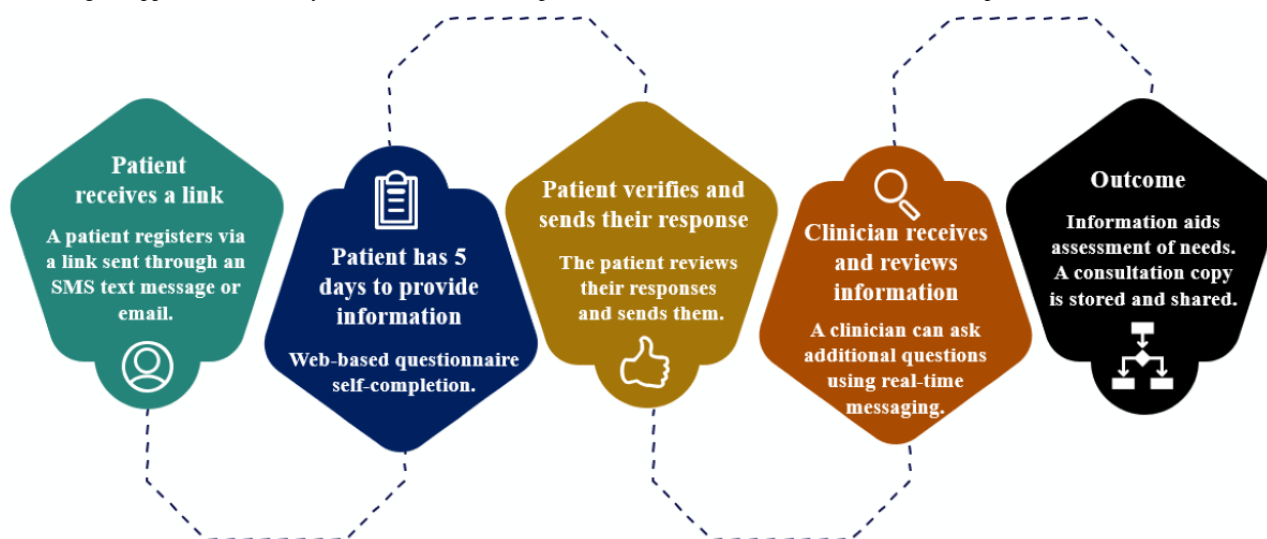 Patient
receives a link
A patient registers via
a link sent through an
SMS text message or
email.
Patient has 5
days to provide
information
Web-based questionnaire
self-completion.
Patient verifies and
sends their response
The patient reviews
their responses
and sends them.
Clinician receives
and reviews
information
A clinician can ask
additional questions
using real-time
messaging.
Outcome
Information aids
assessment of needs.
A consultation copy
is stored and shared.